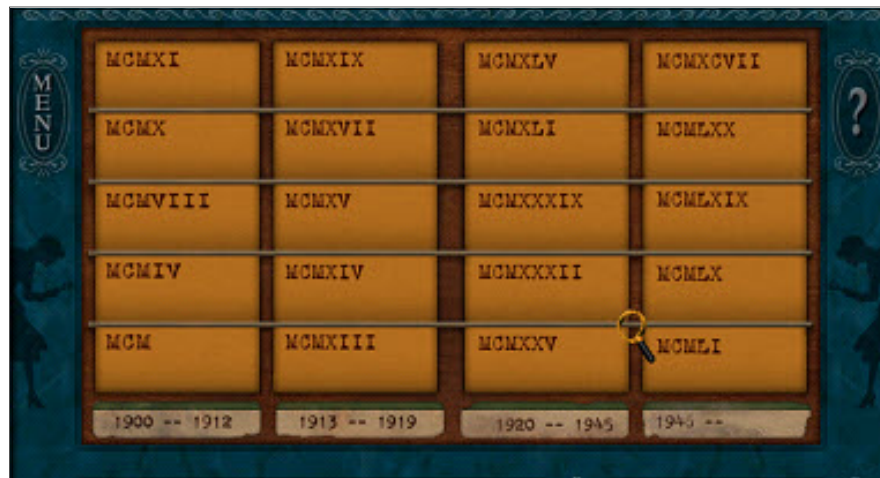 MENU
?
MCMXI MCMXIX MCMXLV MCMXCVII
MCMX MCMXVII MCMXLI MCMLXX
MCMVIII MCMXV MCMXXXIX MCMLXIX
MCMIV MCMXIV MCMXXXII MCMLX
MCM MCMXIII MCMXXV MCMLI
1900 -- 1912 1913 -- 1919 1920 -- 1945 1946 --